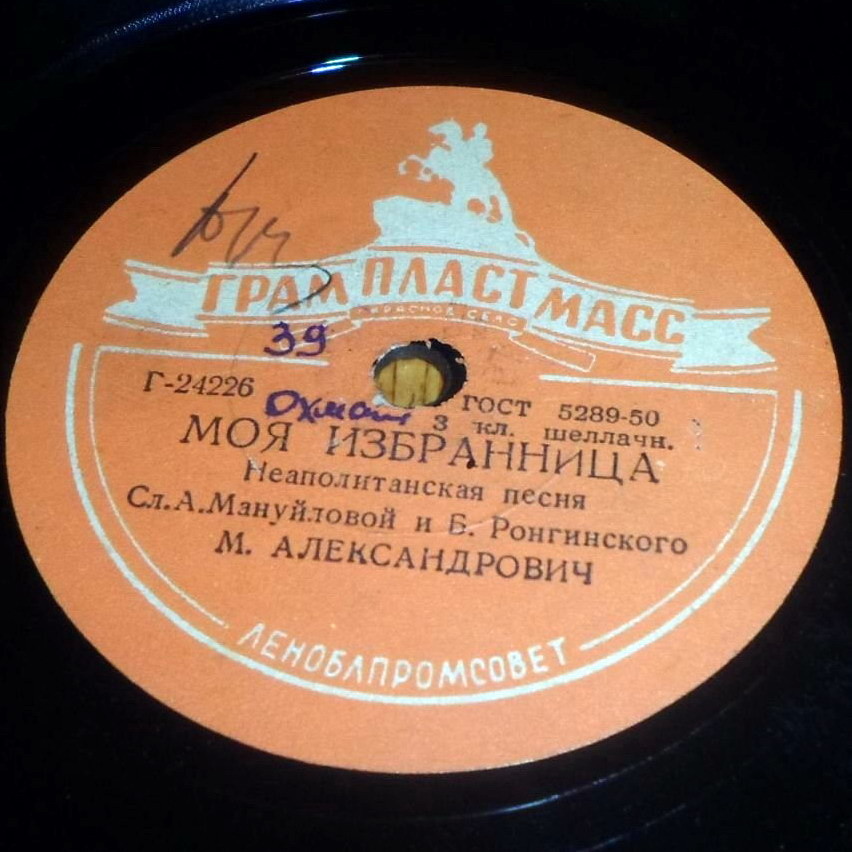 ГРАМПЛАСТМАСС
КРАСНОЕ СЕЛО
39
Г-24226
ГОСТ 5289-50
3 кл. шеллачн.
МОЯ ИЗБРАННИЦА
Неаполитанская песня
Сл. А. Мануйловой и Б. Ронгинского
М. АЛЕКСАНДРОВИЧ
ЛЕНОБЛПРОМСОВЕТ